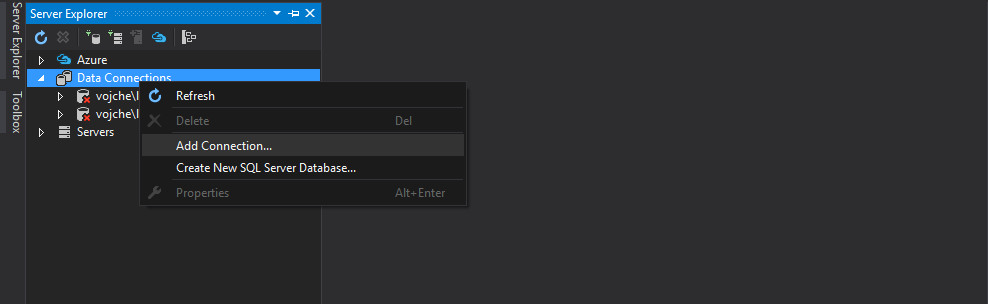 Server Explorer
Toolbox
Server Explorer
Azure
Data Connections
vojche\
vojche\
Servers
Refresh
Delete Del
Add Connection...
Create New SQL Server Database...
Properties Alt+Enter